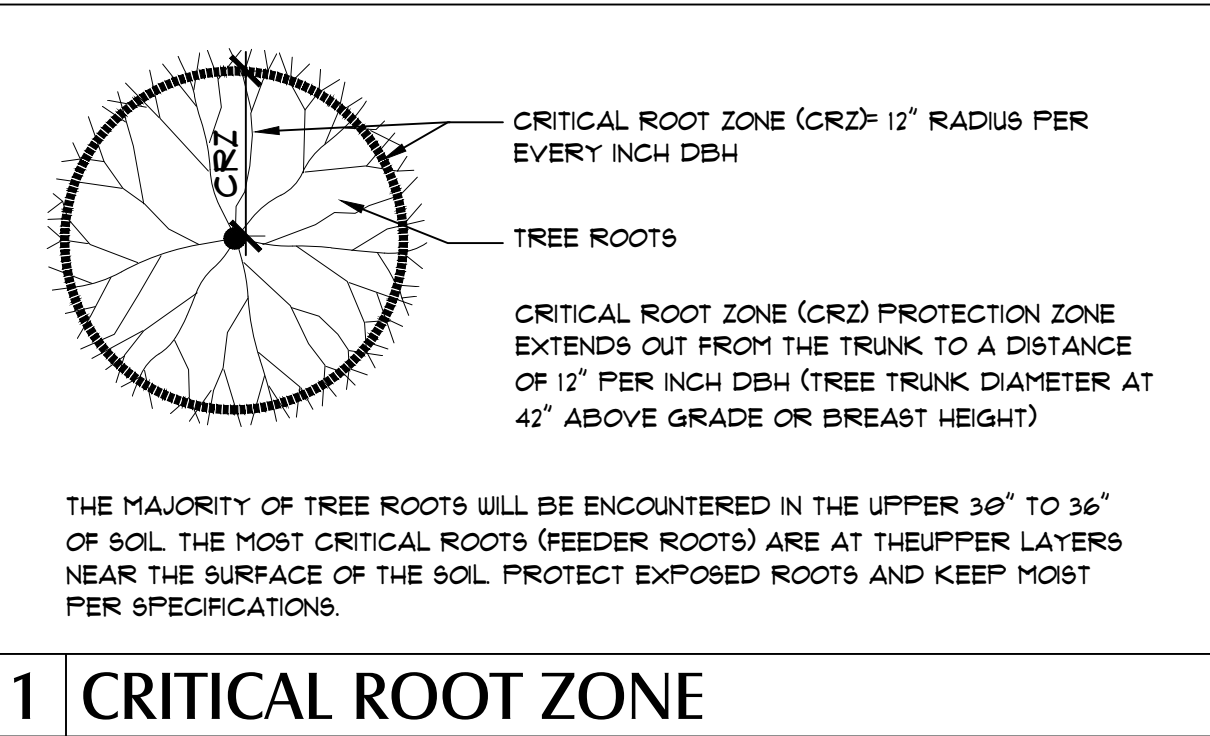 CRZ
CRITICAL ROOT ZONE (CRZ)= 12" RADIUS PER
EVERY INCH DBH
TREE ROOTS
CRITICAL ROOT ZONE (CRZ) PROTECTION ZONE
EXTENDS OUT FROM THE TRUNK TO A DISTANCE
OF 12" PER INCH DBH (TREE TRUNK DIAMETER AT
42" ABOVE GRADE OR BREAST HEIGHT)
THE MAJORITY OF TREE ROOTS WILL BE ENCOUNTERED IN THE UPPER 30" TO 36"
OF SOIL. THE MOST CRITICAL ROOTS (FEEDER ROOTS) ARE AT THEUPPER LAYERS
NEAR THE SURFACE OF THE SOIL. PROTECT EXPOSED ROOTS AND KEEP MOIST
PER SPECIFICATIONS.
1 CRITICAL ROOT ZONE